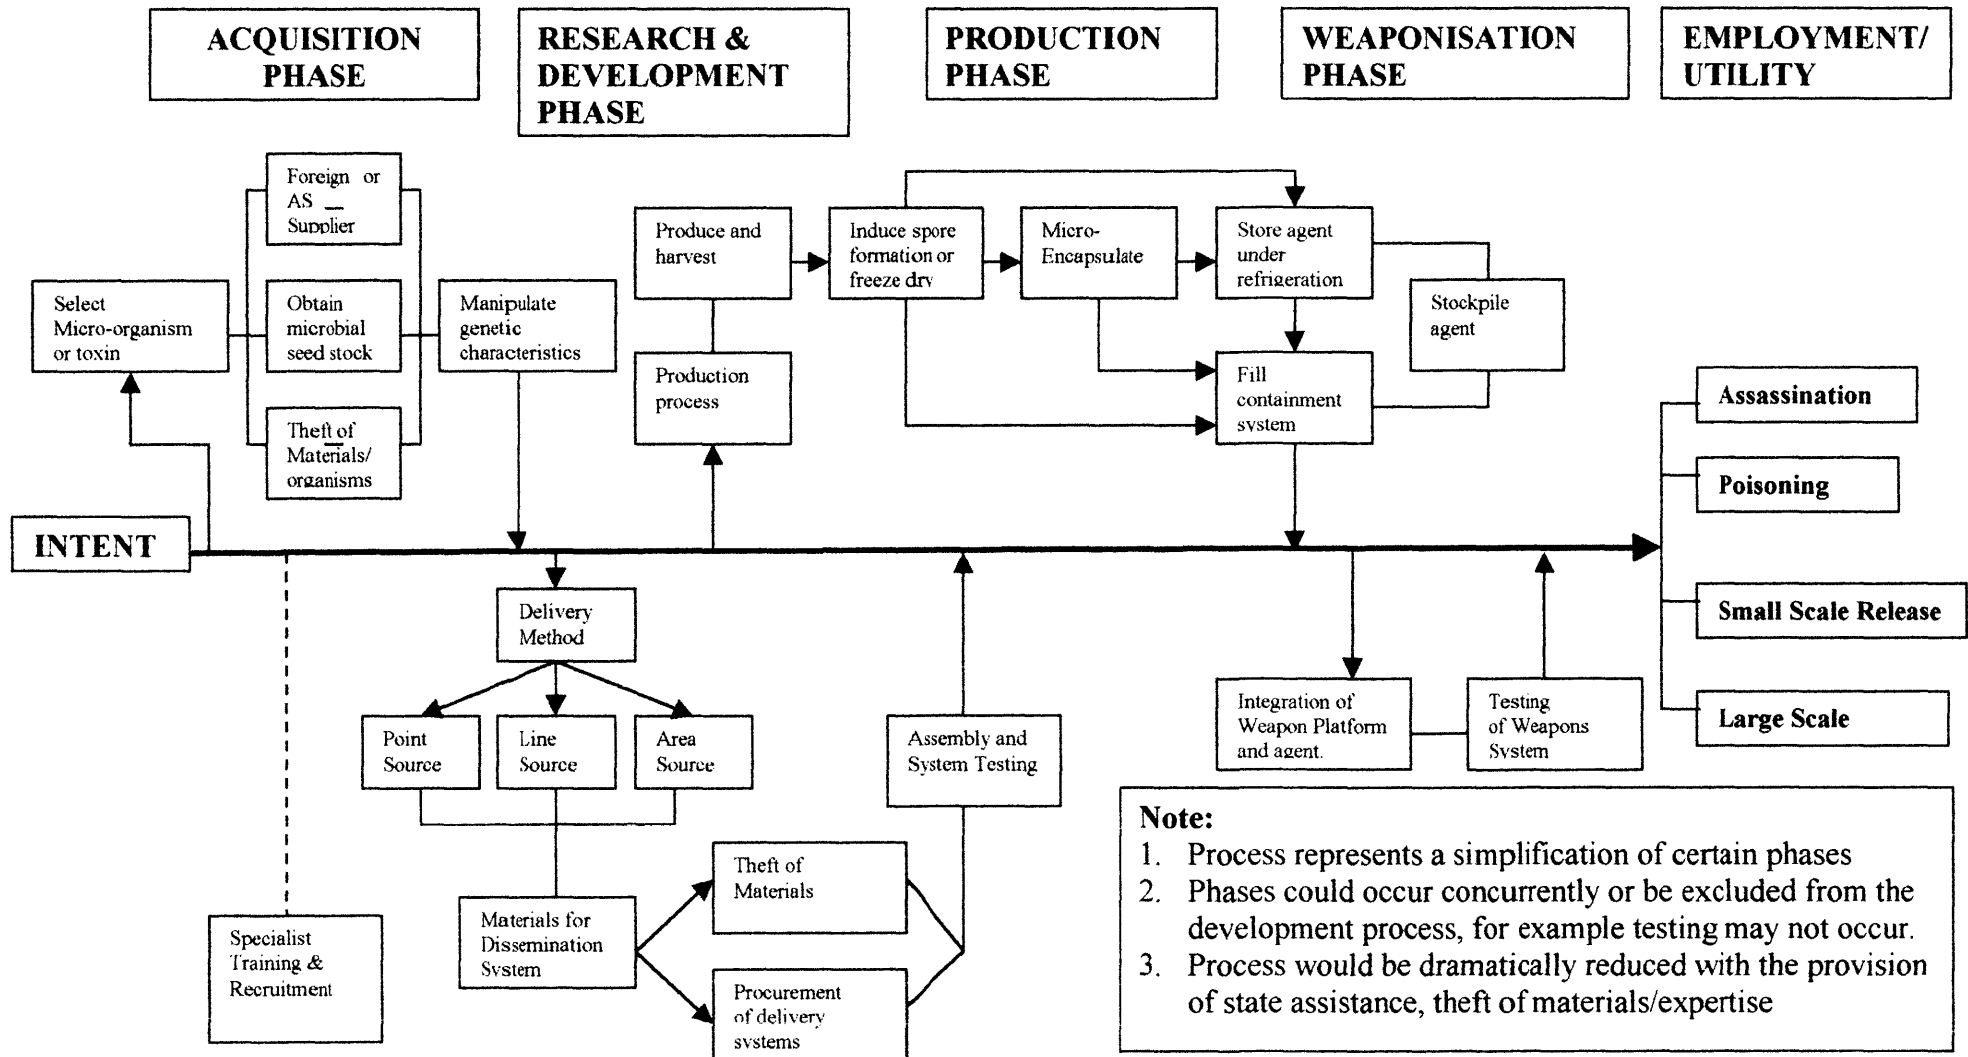 ACQUISITION
PHASE
RESEARCH &
DEVELOPMENT
PHASE
PRODUCTION
PHASE
WEAPONISATION
PHASE
EMPLOYMENT/
UTILITY
Foreign or
AS _
Supplier
Select
Micro-organism
or toxin
Obtain
microbial
seed stock
Theft of
Materials/
organisms
Manipulate
genetic
characteristics
Produce and
harvest
Production
process
Induce spore
formation or
freeze dry
Micro-
Encapsulate
Store agent
under
refrigeration
Stockpile
agent
Fill
containment
system
Assassination
Poisoning
Small Scale Release
Large Scale
INTENT
Delivery
Method
Point
Source
Line
Source
Area
Source
Assembly and
System Testing
Integration of
Weapon Platform
and agent.
Testing
of Weapons
System
Specialist
Training &
Recruitment
Materials for
Dissemination
System
Theft of
Materials
Procurement
of delivery
systems
Note:
1. Process represents a simplification of certain phases
2. Phases could occur concurrently or be excluded from the
development process, for example testing may not occur.
3. Process would be dramatically reduced with the provision
of state assistance, theft of materials/expertise